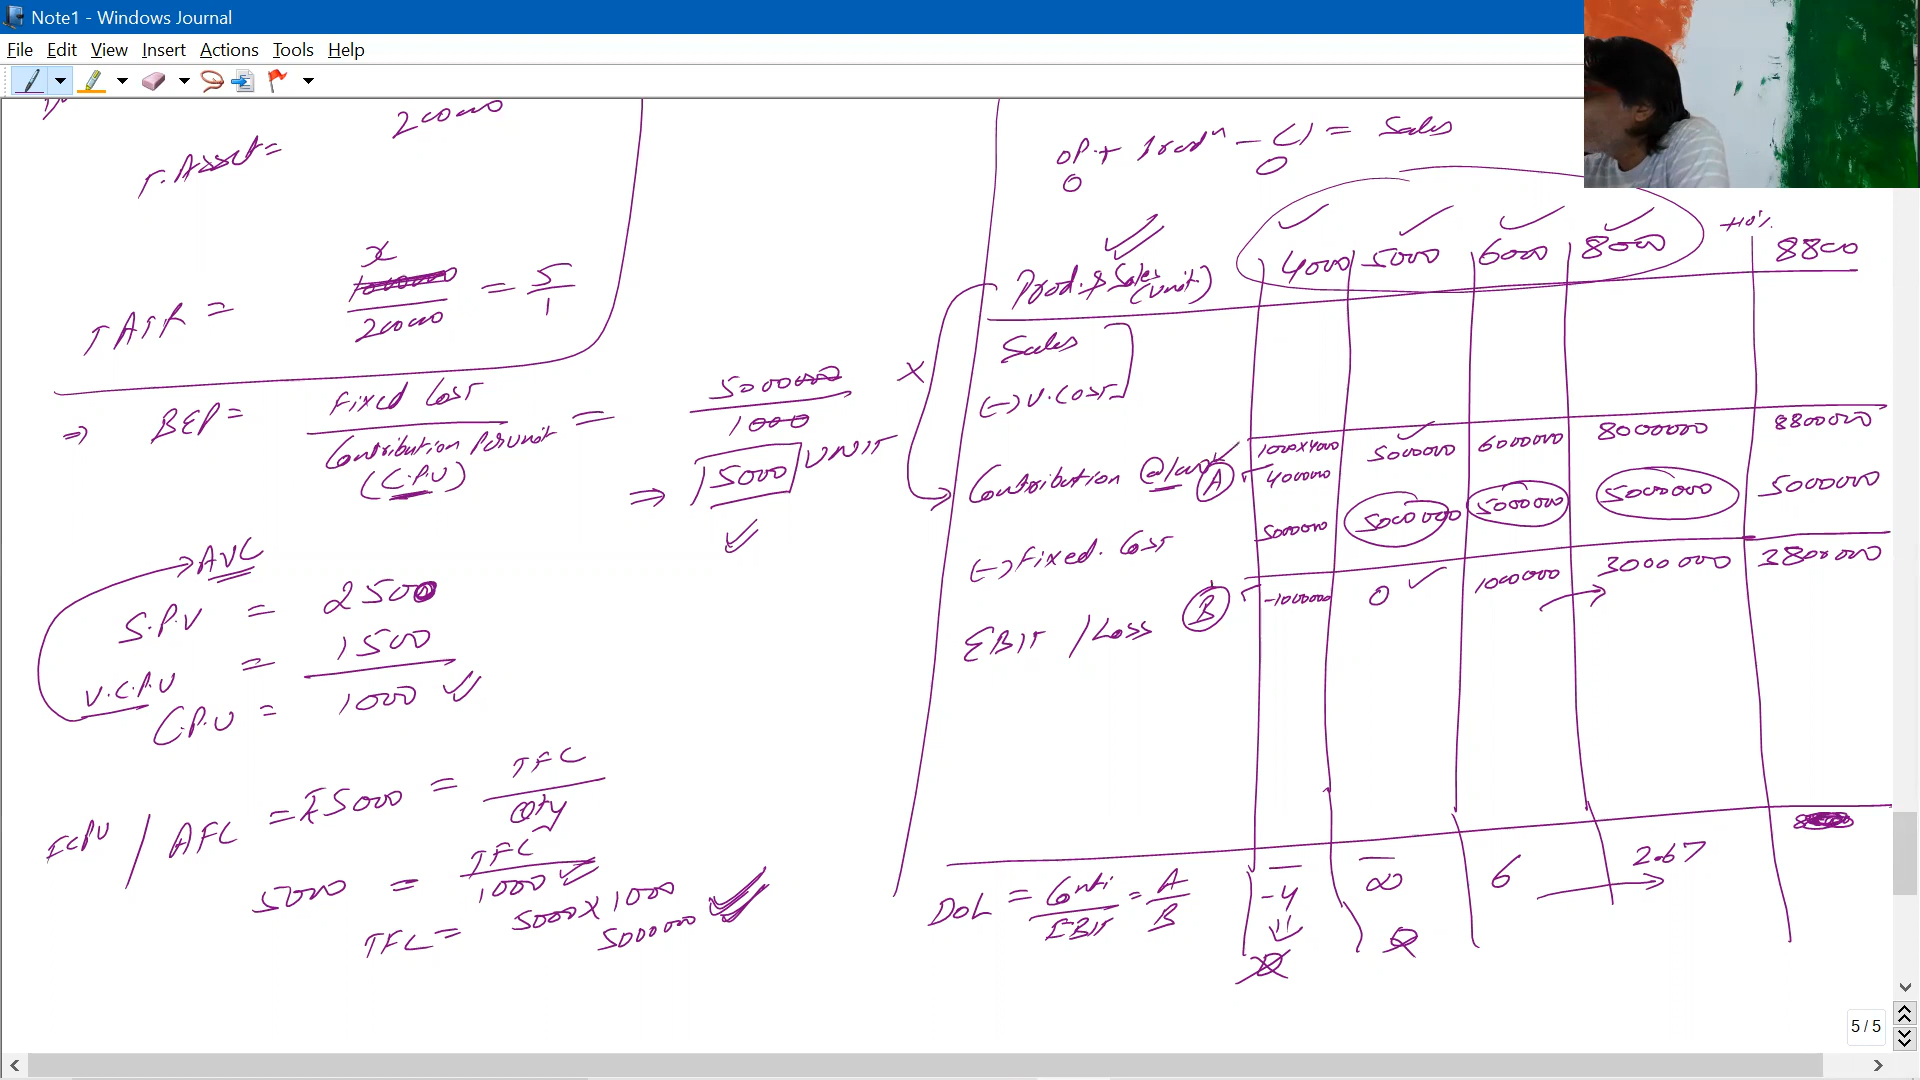 Note1 - Windows Journal
File Edit View Insert Actions Tools Help
20000
T. Asset =
TATR = x / 20000 = 5/1
⇒ BEP = Fixed Cost / Contribution Per Unit (C.P.U) = 5000000 / 1000
⇒ 5000 UNIT
AVC
S.P.U = 2500
V.C.P.U = 1500
C.P.U = 1000
FCPU / AFC = ₹5000 = TFC / Qty
5000 = TFC / 1000
TFC = 5000 x 1000
5000000
OP + Prodn - Cl = Sales
0 0
+10%
Prod. & Sales (Unit) 4000 5000 6000 8000 8800
Sales
(-) V. Cost
Contribution A 1000x4000 5000000 6000000 8000000 8800000
4000000
(-) Fixed. Cost 5000000 5000000 5000000 5000000 5000000
EBIT / Loss B -1000000 0 1000000 3000000 3800000
DOL = Conti / EBIT = A / B -4 ∞ 6 2.67
5 / 5